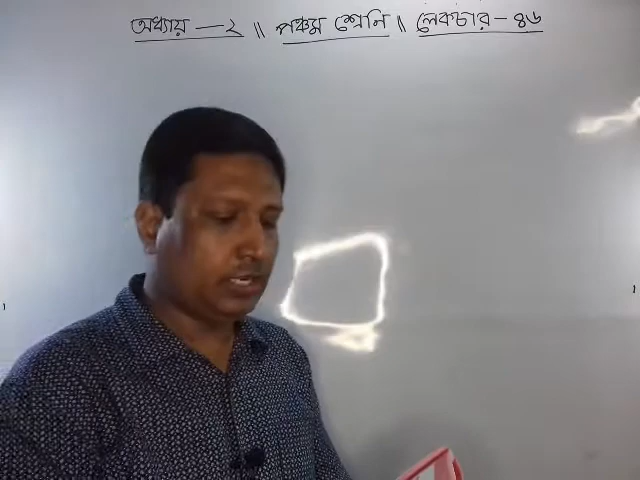 অধ্যায় — ২ ॥ পঞ্চম শ্রেনি ॥ লেকচার - ৪৬